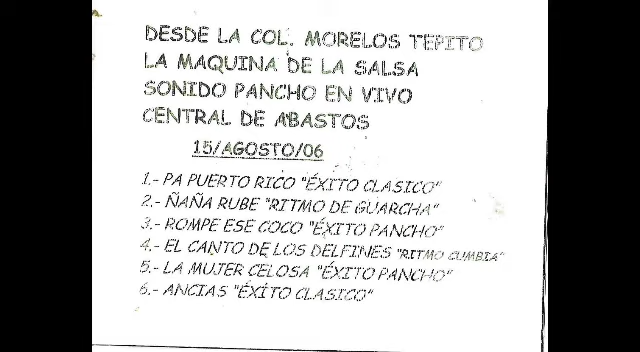 DESDE LA COL. MORELOS TEPITO
LA MAQUINA DE LA SALSA
SONIDO PANCHO EN VIVO
CENTRAL DE ABASTOS
15/AGOSTO/06
1.- PA PUERTO RICO "ÉXITO CLASICO"
2.- ÑAÑA RUBE "RITMO DE GUARCHA"
3.- ROMPE ESE COCO "ÉXITO PANCHO"
4.- EL CANTO DE LOS DELFINES "RITMO CUMBIA"
5.- LA MUJER CELOSA "ÉXITO PANCHO"
6.- ANCIAS "ÉXITO CLASICO"